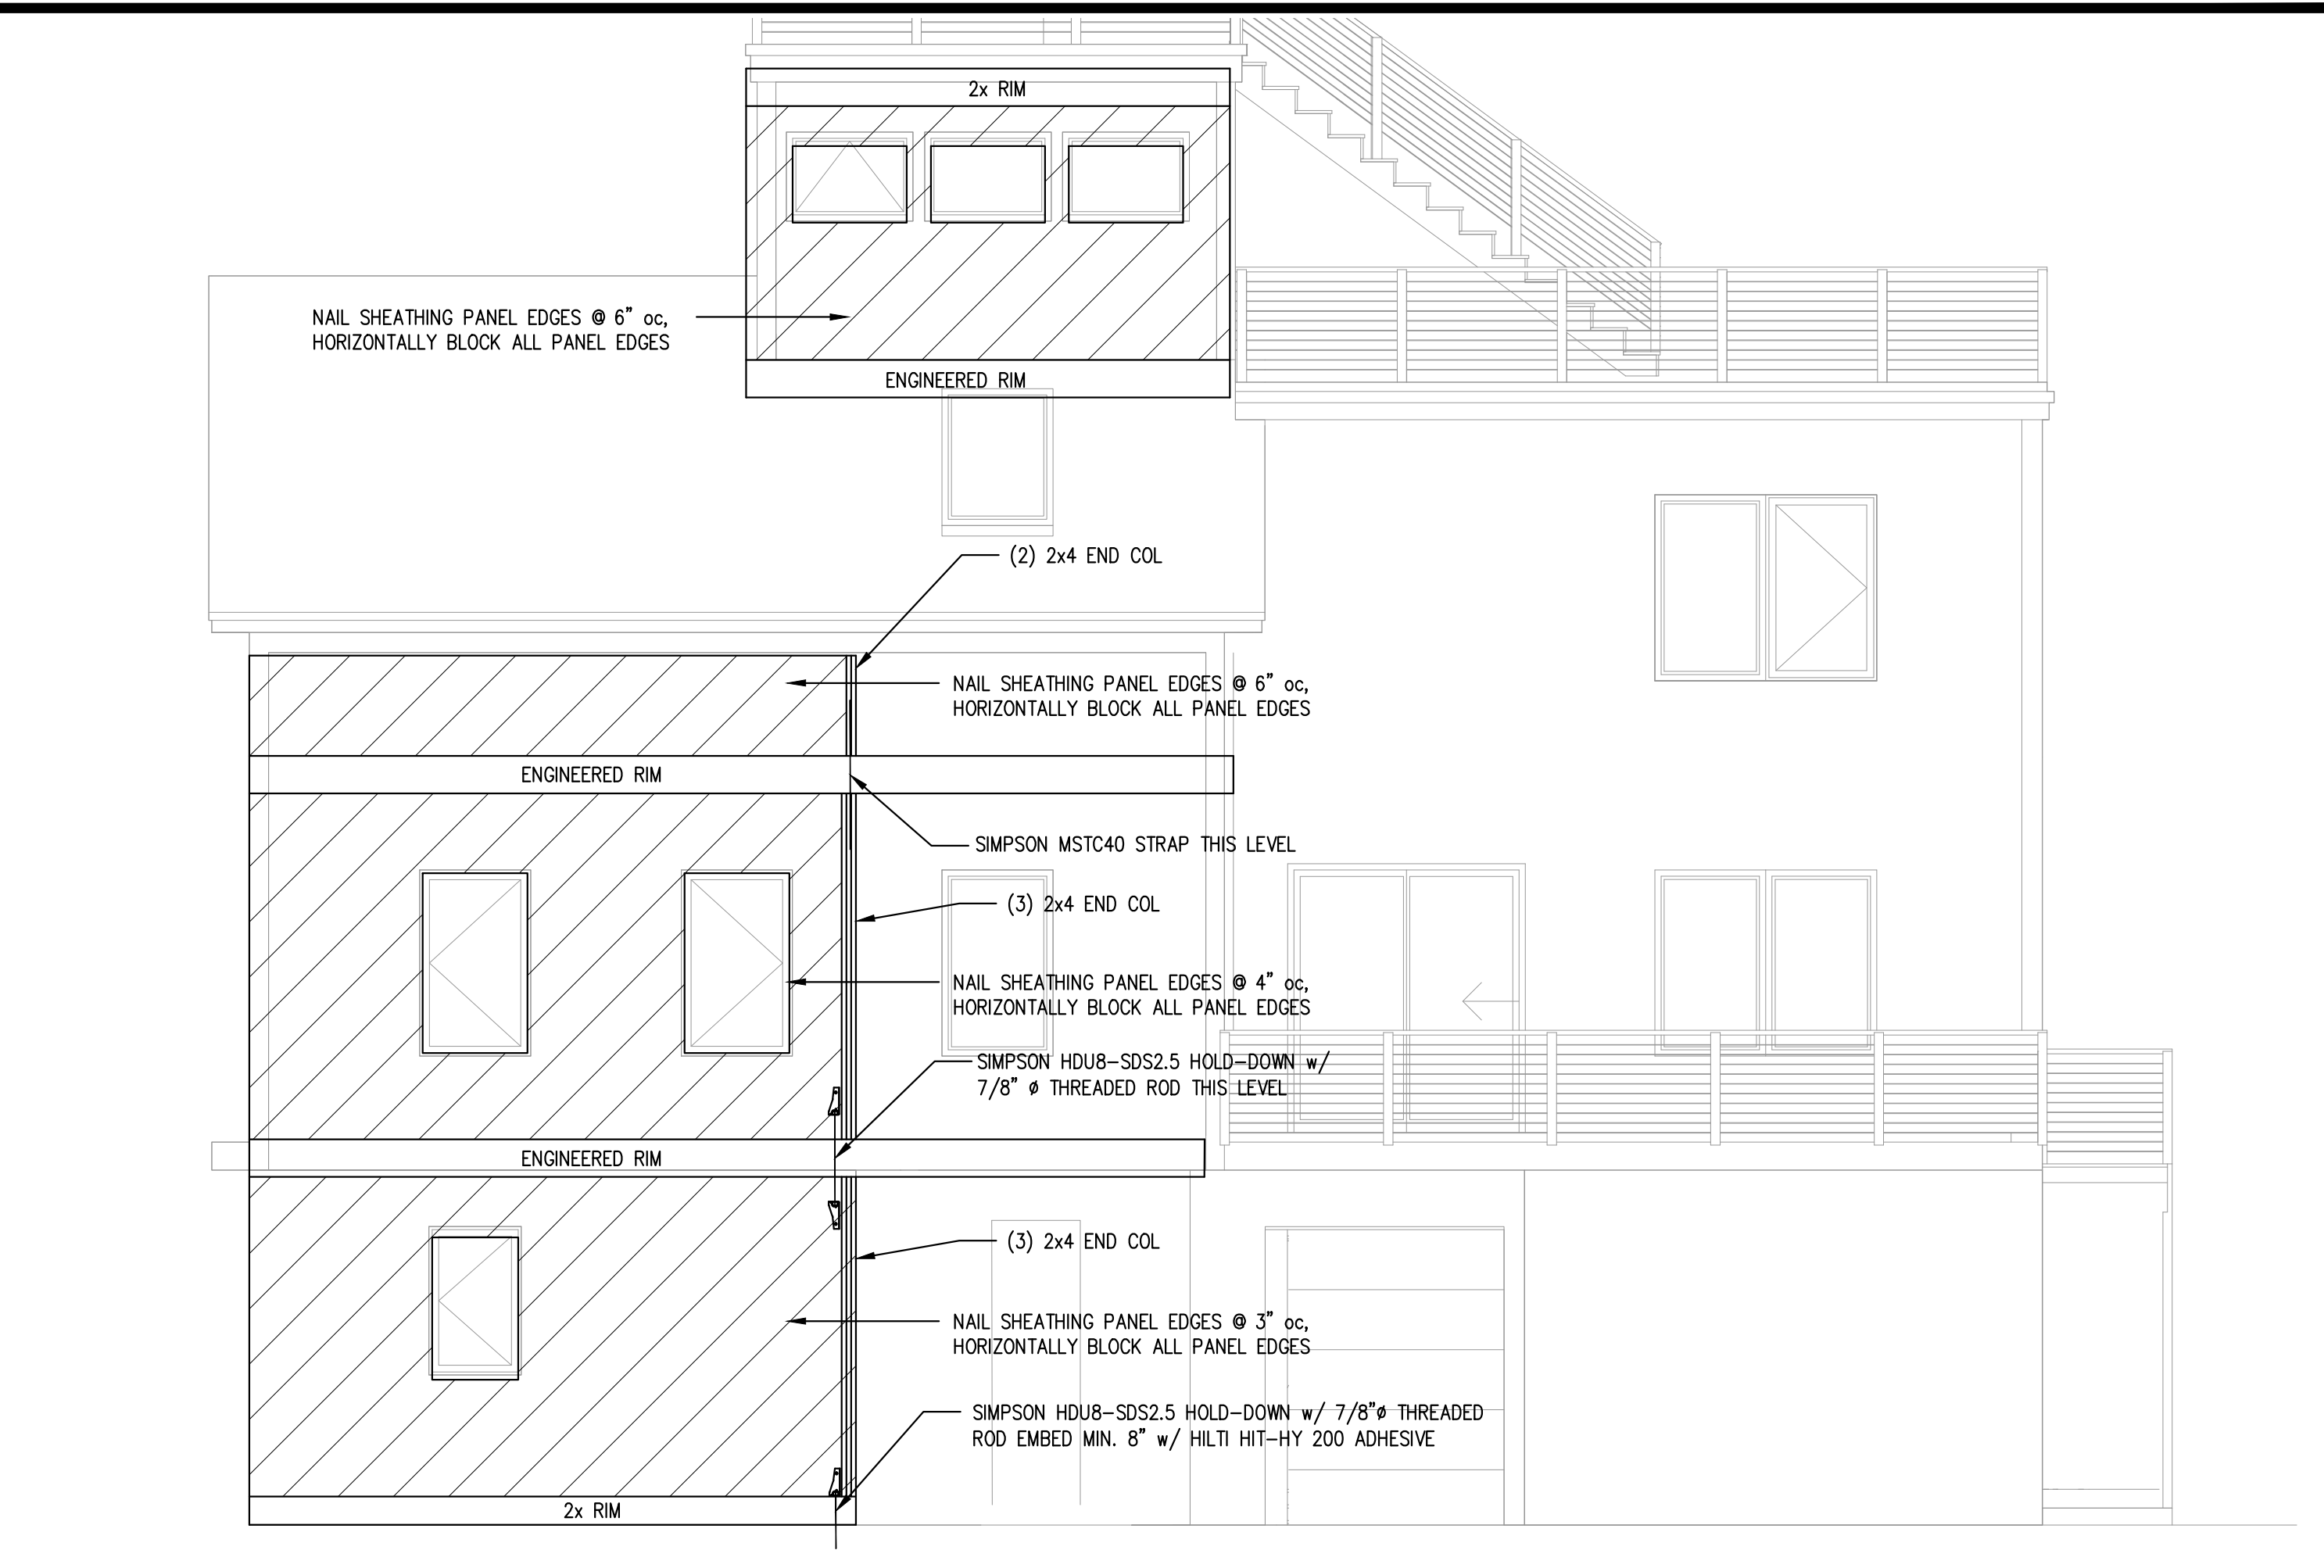 2x RIM
NAIL SHEATHING PANEL EDGES @ 6" oc,
HORIZONTALLY BLOCK ALL PANEL EDGES
ENGINEERED RIM
(2) 2x4 END COL
NAIL SHEATHING PANEL EDGES @ 6" oc,
HORIZONTALLY BLOCK ALL PANEL EDGES
ENGINEERED RIM
SIMPSON MSTC40 STRAP THIS LEVEL
(3) 2x4 END COL
NAIL SHEATHING PANEL EDGES @ 4" oc,
HORIZONTALLY BLOCK ALL PANEL EDGES
SIMPSON HDU8-SDS2.5 HOLD-DOWN w/
7/8" ø THREADED ROD THIS LEVEL
ENGINEERED RIM
(3) 2x4 END COL
NAIL SHEATHING PANEL EDGES @ 3" oc,
HORIZONTALLY BLOCK ALL PANEL EDGES
SIMPSON HDU8-SDS2.5 HOLD-DOWN w/ 7/8"ø THREADED
ROD EMBED MIN. 8" w/ HILTI HIT-HY 200 ADHESIVE
2x RIM